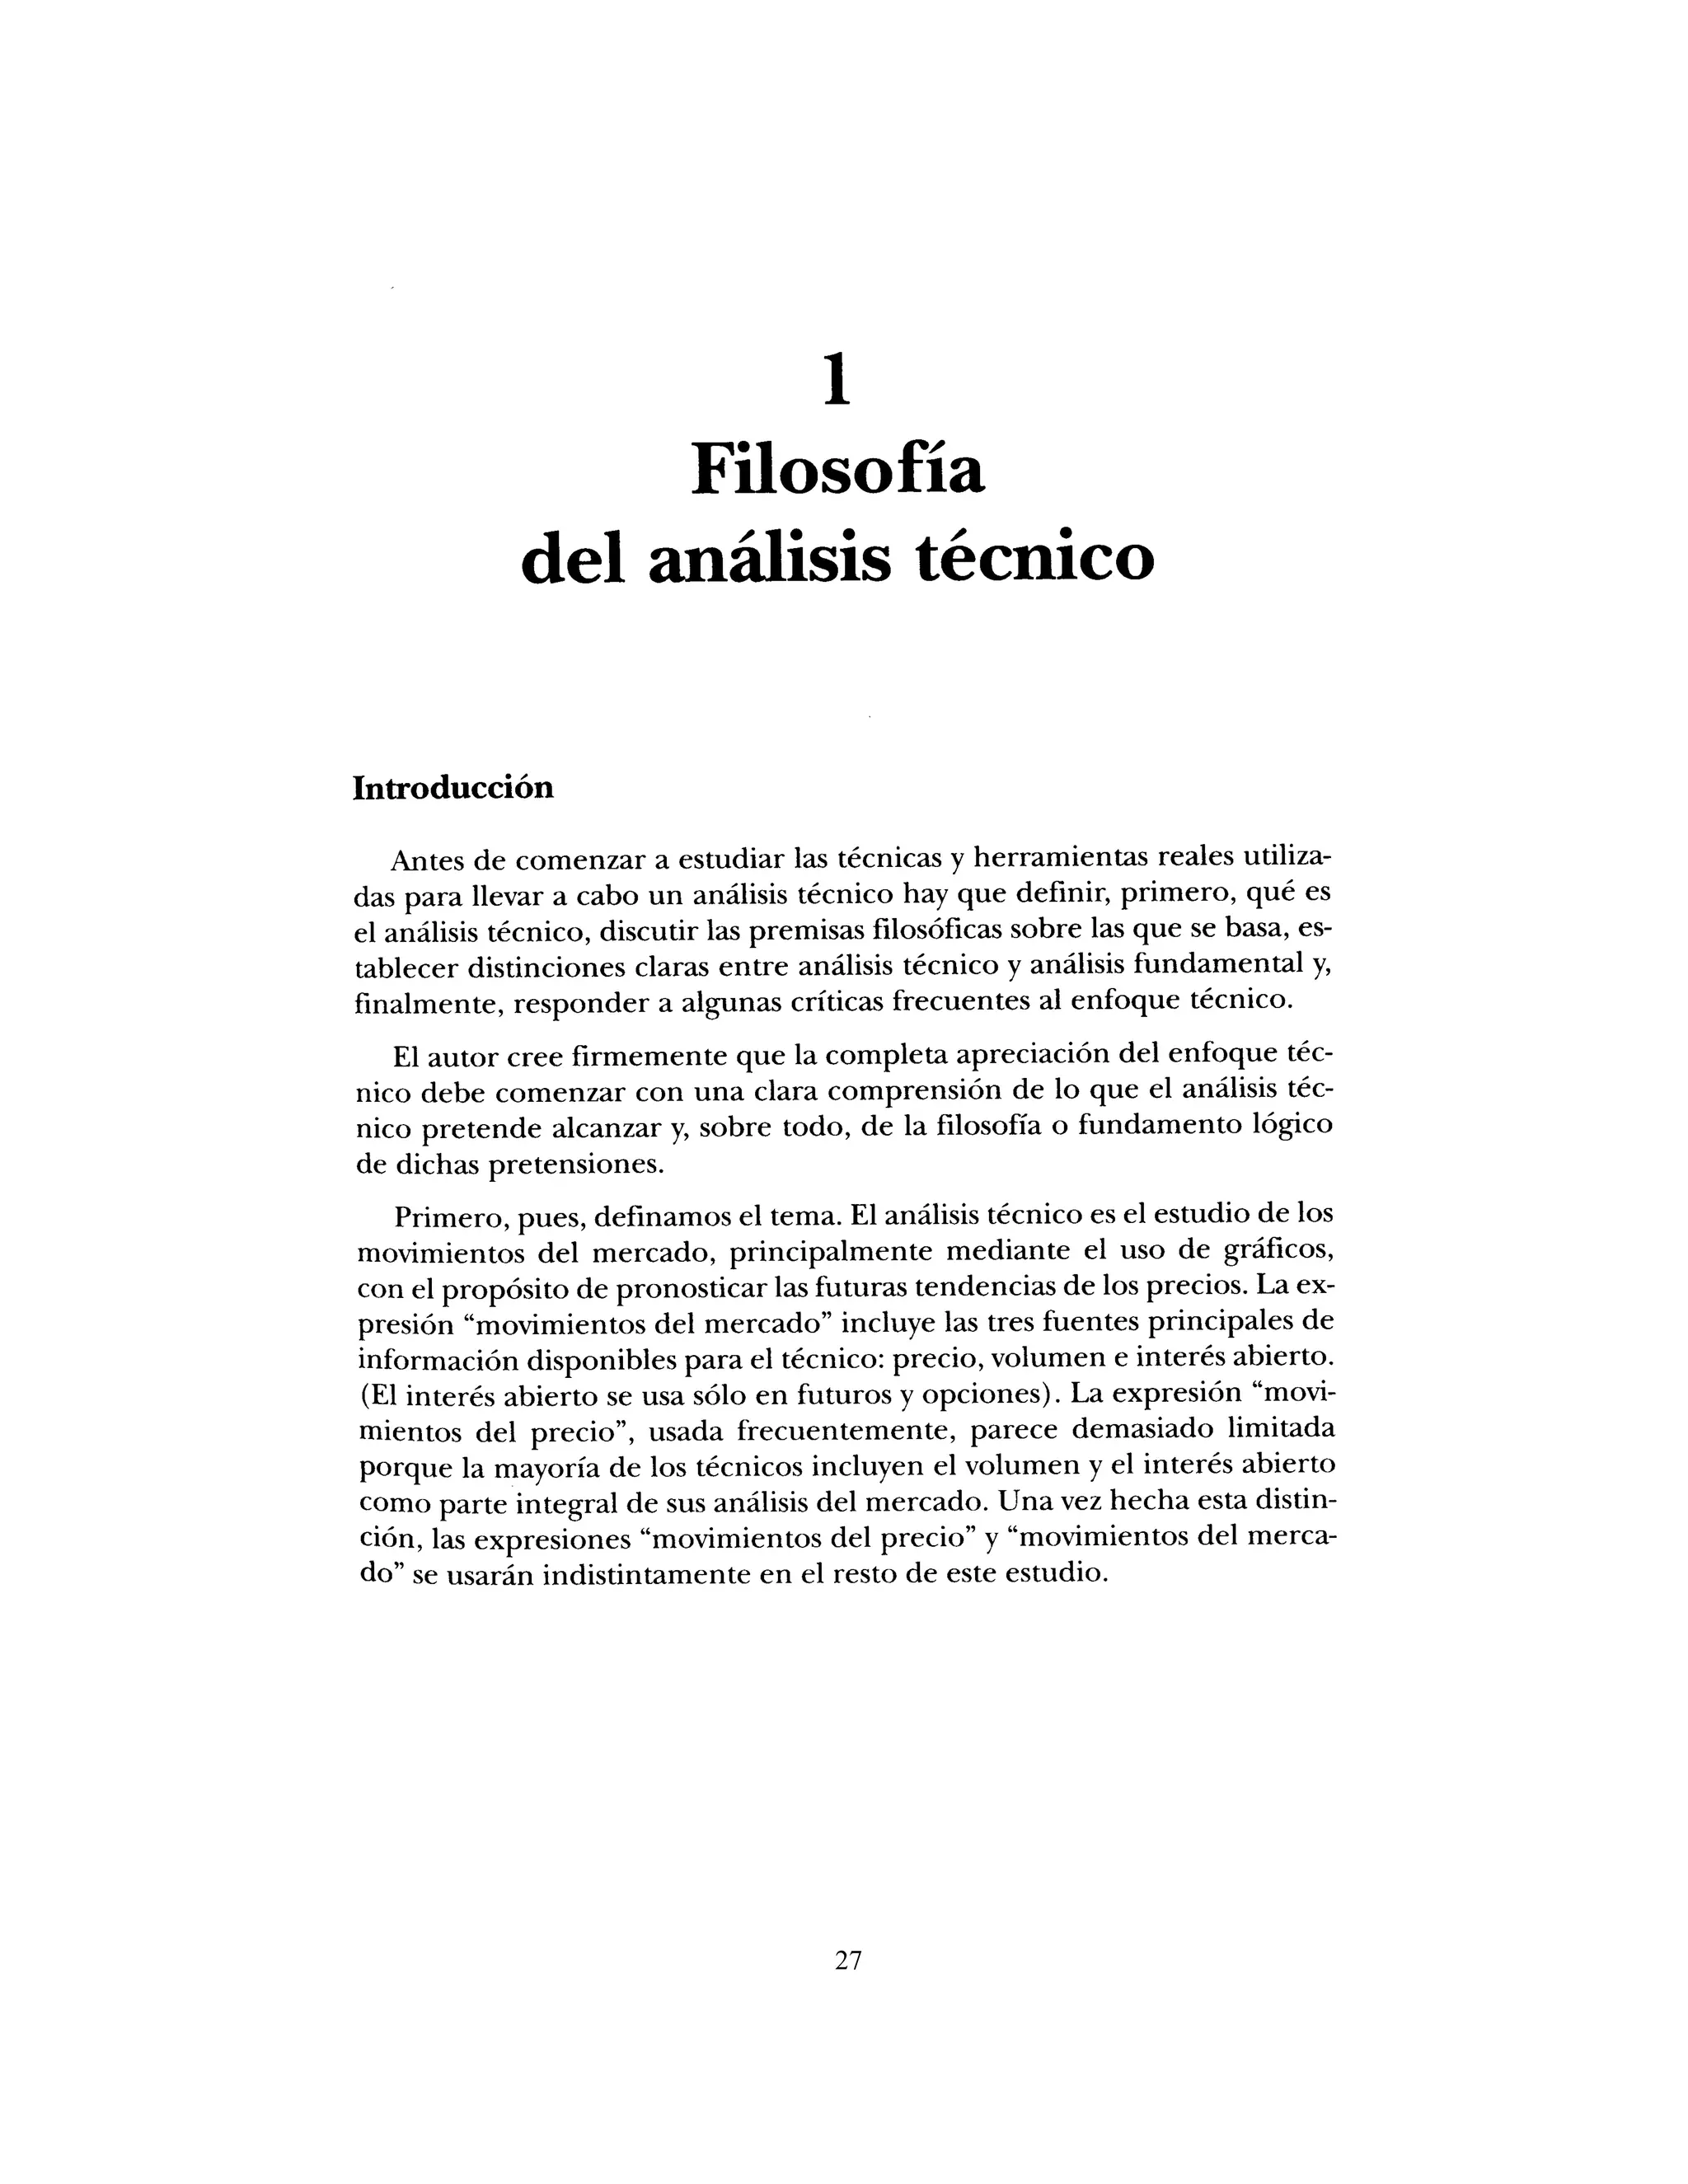 1
Filosofía
del análisis técnico
Introducción
Antes de comenzar a estudiar las técnicas y herramientas reales utiliza-
das para llevar a cabo un análisis técnico hay que definir, primero, qué es
el análisis técnico, discutir las premisas filosóficas sobre las que se basa, es-
tablecer distinciones claras entre análisis técnico y análisis fundamental y,
finalmente, responder a algunas críticas frecuentes al enfoque técnico.
El autor cree firmemente que la completa apreciación del enfoque téc-
nico debe comenzar con una clara comprensión de lo que el análisis téc-
nico pretende alcanzar y, sobre todo, de la filosofía o fundamento lógico
de dichas pretensiones.
Primero, pues, definamos el tema. El análisis técnico es el estudio de los
movimientos del mercado, principalmente mediante el uso de gráficos,
con el propósito de pronosticar las futuras tendencias de los precios. La ex-
presión “movimientos del mercado” incluye las tres fuentes principales de
información disponibles para el técnico: precio, volumen e interés abierto.
(El interés abierto se usa sólo en futuros y opciones). La expresión “movi-
mientos del precio”, usada frecuentemente, parece demasiado limitada
porque la mayoría de los técnicos incluyen el volumen y el interés abierto
como parte integral de sus análisis del mercado. Una vez hecha esta distin-
ción, las expresiones “movimientos del precio” y “movimientos del merca-
do” se usarán indistintamente en el resto de este estudio.
27